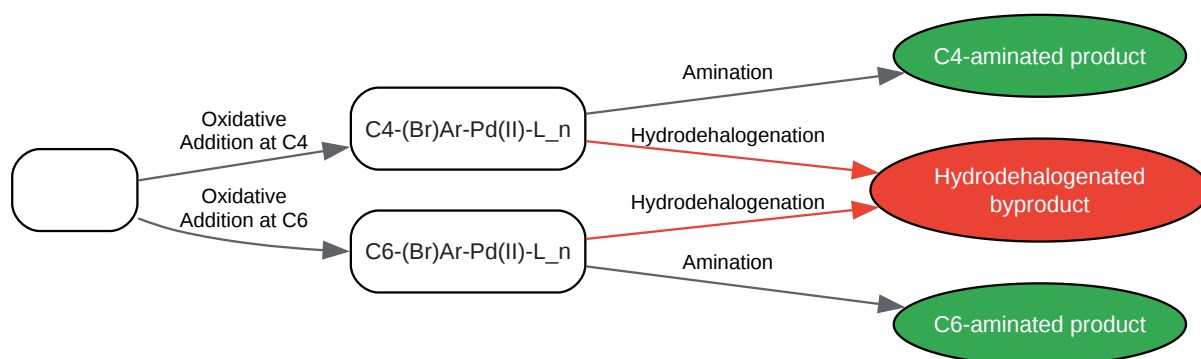 C4-aminated product
Amination
Oxidative
Addition at C4
C4-(Br)Ar-Pd(II)-L_n
Hydrodehalogenation
Hydrodehalogenated
byproduct
Oxidative
Addition at C6
Hydrodehalogenation
C6-(Br)Ar-Pd(II)-L_n
Amination
C6-aminated product